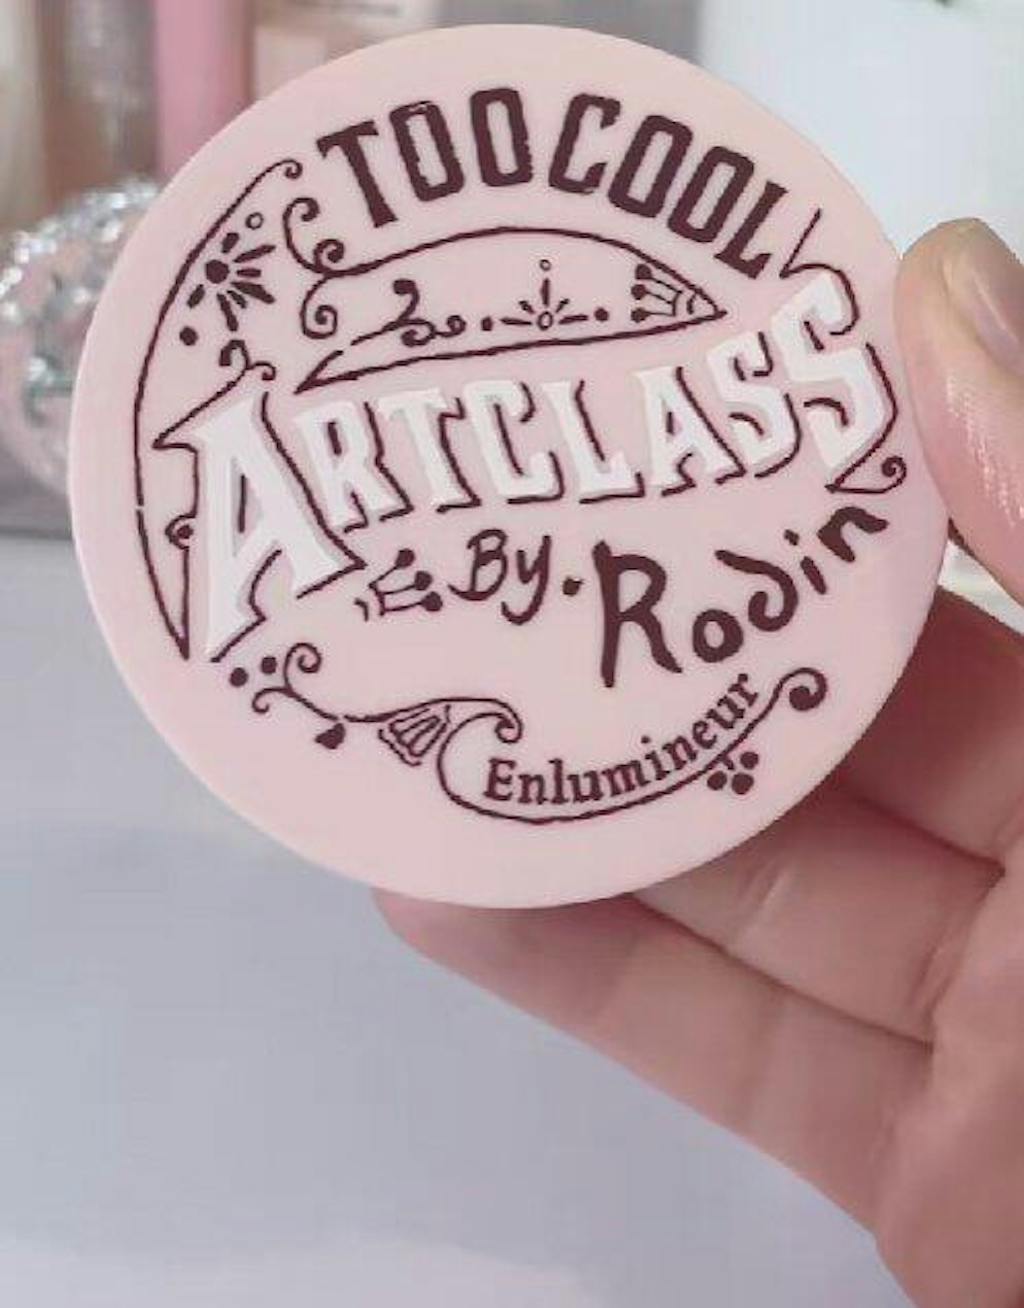 TOO COOL
ARTCLASS
By. Rodin
Enlumineur